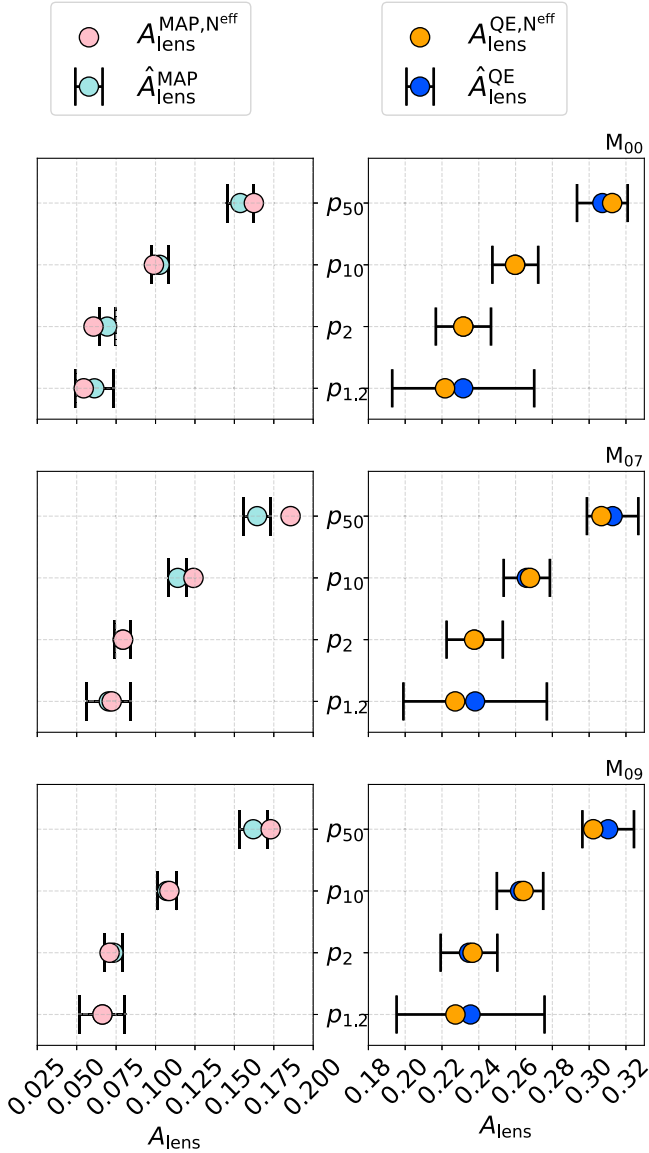 A_lens^MAP,N^eff
Â_lens^MAP
A_lens^QE,N^eff
Â_lens^QE
M_00
p_50
p_10
p_2
p_1.2
M_07
p_50
p_10
p_2
p_1.2
M_09
p_50
p_10
p_2
p_1.2
0.025 0.050 0.075 0.100 0.125 0.150 0.175 0.200
0.18 0.20 0.22 0.24 0.26 0.28 0.30 0.32
A_lens
A_lens